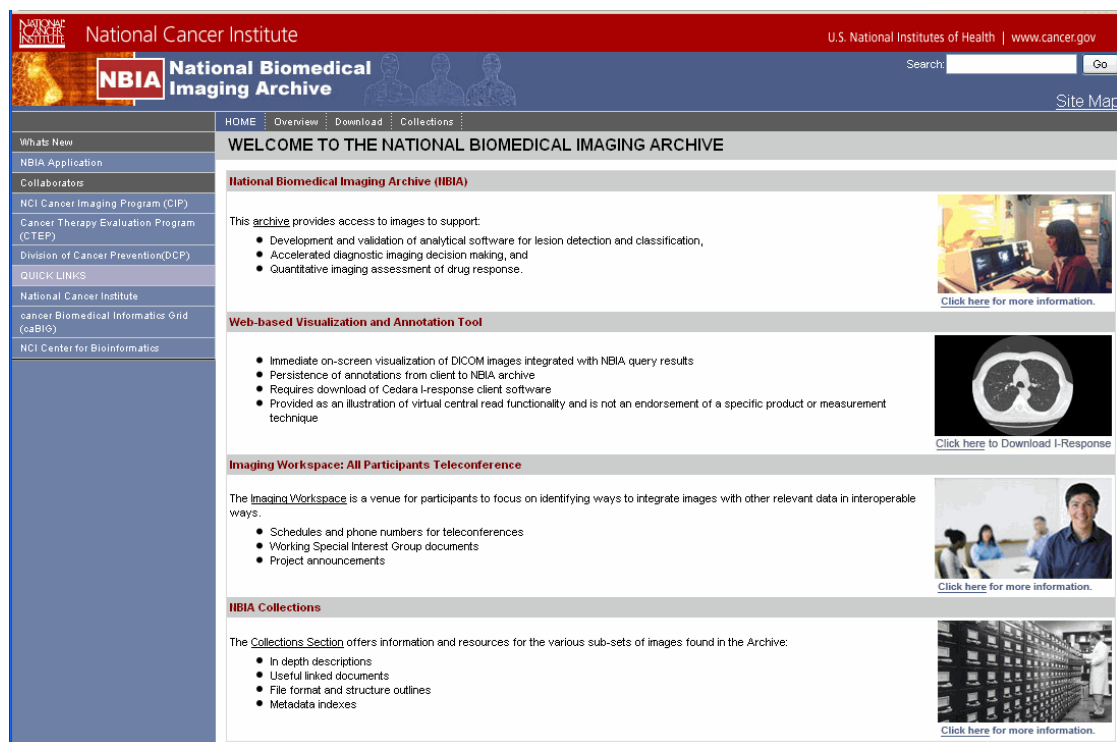 NATIONAL
CANCER
INSTITUTE
National Cancer Institute
U.S. National Institutes of Health | www.cancer.gov
NBIA
National Biomedical
Imaging Archive
Search:
Go
Site Map
HOME Overview Download Collections
Whats New
NBIA Application
Collaborators
NCI Cancer Imaging Program (CIP)
Cancer Therapy Evaluation Program
(CTEP)
Division of Cancer Prevention(DCP)
QUICK LINKS
National Cancer Institute
cancer Biomedical Informatics Grid
(caBIG)
NCI Center for Bioinformatics
WELCOME TO THE NATIONAL BIOMEDICAL IMAGING ARCHIVE
National Biomedical Imaging Archive (NBIA)
This archive provides access to images to support:
● Development and validation of analytical software for lesion detection and classification,
● Accelerated diagnostic imaging decision making, and
● Quantitative imaging assessment of drug response.
Click here for more information.
Web-based Visualization and Annotation Tool
● Immediate on-screen visualization of DICOM images integrated with NBIA query results
● Persistence of annotations from client to NBIA archive
● Requires download of Cedara I-response client software
● Provided as an illustration of virtual central read functionality and is not an endorsement of a specific product or measurement
technique
Click here to Download I-Response
Imaging Workspace: All Participants Teleconference
The Imaging Workspace is a venue for participants to focus on identifying ways to integrate images with other relevant data in interoperable
ways.
● Schedules and phone numbers for teleconferences
● Working Special Interest Group documents
● Project announcements
Click here for more information.
NBIA Collections
The Collections Section offers information and resources for the various sub-sets of images found in the Archive:
● In depth descriptions
● Useful linked documents
● File format and structure outlines
● Metadata indexes
Click here for more information.